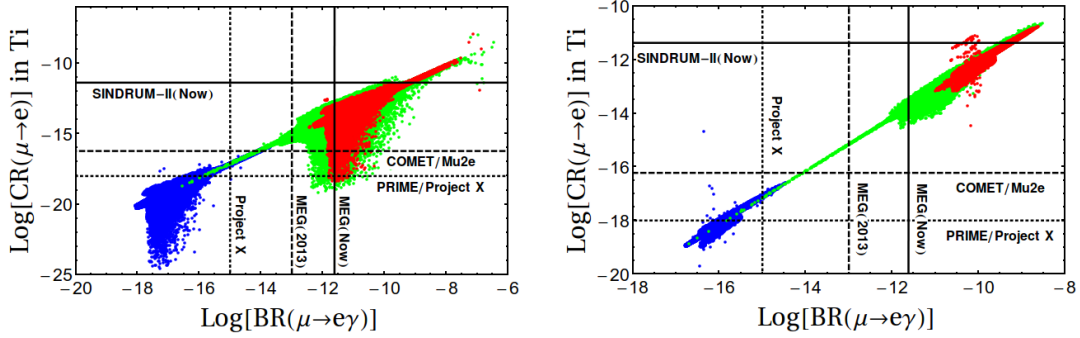 Log[CR(μ→e)] in Ti
−10
−15
−20
−25
SINDRUM−II(Now)
COMET/Mu2e
PRIME/Project X
Project X
MEG(2013)
MEG(Now)
−20
−18
−16
−14
−12
−10
−8
−6
Log[BR(μ→eγ)]
Log[CR(μ→e)] in Ti
−10
−12
−14
−16
−18
−20
SINDRUM−II(Now)
Project X
MEG(2013)
MEG(Now)
COMET/Mu2e
PRIME/Project X
−18
−16
−14
−12
−10
−8
Log[BR(μ→eγ)]